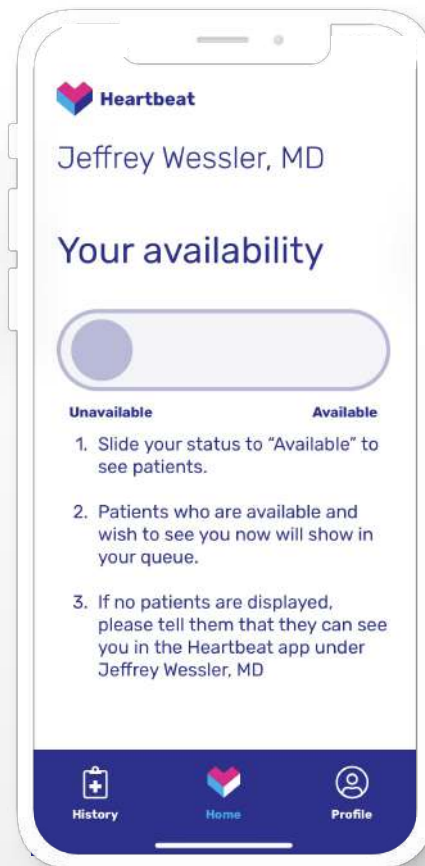 Heartbeat
Jeffrey Wessler, MD
Your availability
Unavailable Available
1. Slide your status to “Available” to
see patients.
2. Patients who are available and
wish to see you now will show in
your queue.
3. If no patients are displayed,
please tell them that they can see
you in the Heartbeat app under
Jeffrey Wessler, MD
History Home Profile